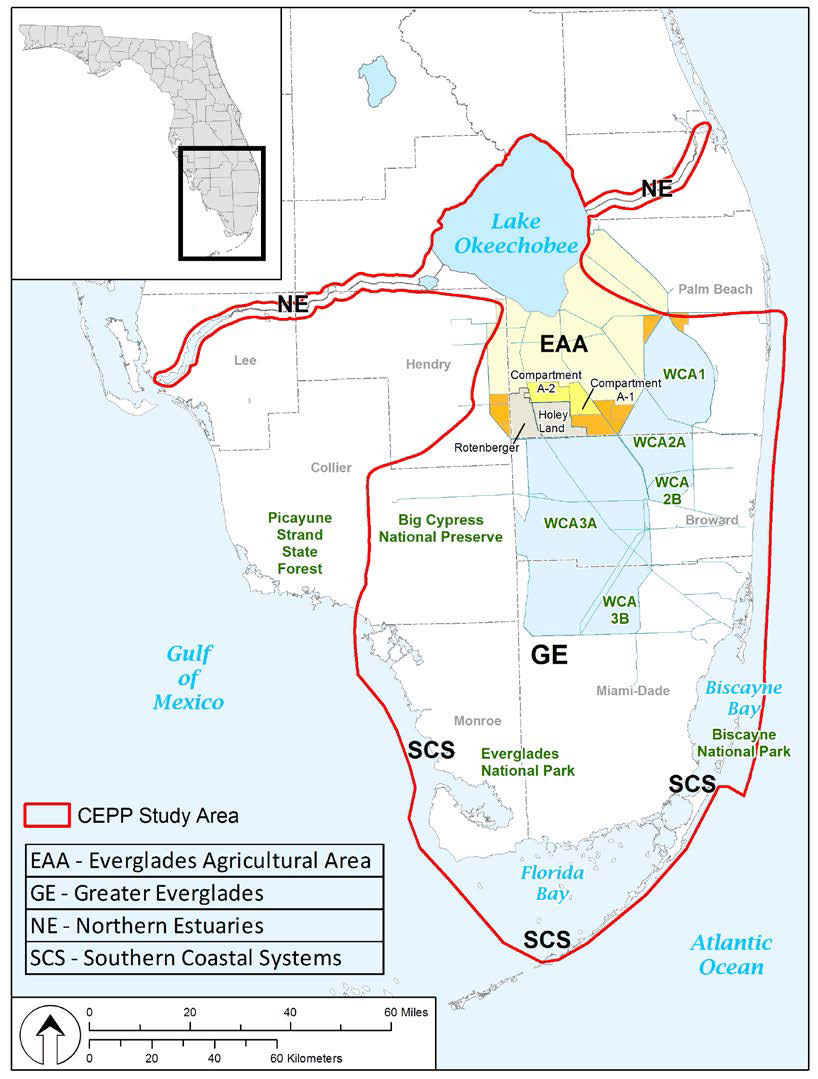 NE
Lake
Okeechobee
Palm Beach
NE
EAA
Lee
Hendry
WCA1
Compartment
A-2
Compartment
A-1
Holey
Land
Rotenberger
WCA2A
Collier
WCA
2B
Picayune
Strand
State
Forest
Big Cypress
National Preserve
WCA3A
Broward
WCA
3B
Gulf
of
Mexico
GE
Miami-Dade
Biscayne
Bay
Monroe
Biscayne
National Park
SCS
Everglades
National Park
SCS
CEPP Study Area
EAA - Everglades Agricultural Area
GE - Greater Everglades
NE - Northern Estuaries
SCS - Southern Coastal Systems
Florida
Bay
SCS
Atlantic
Ocean
0 20 40 60 Miles
0 20 40 60 Kilometers